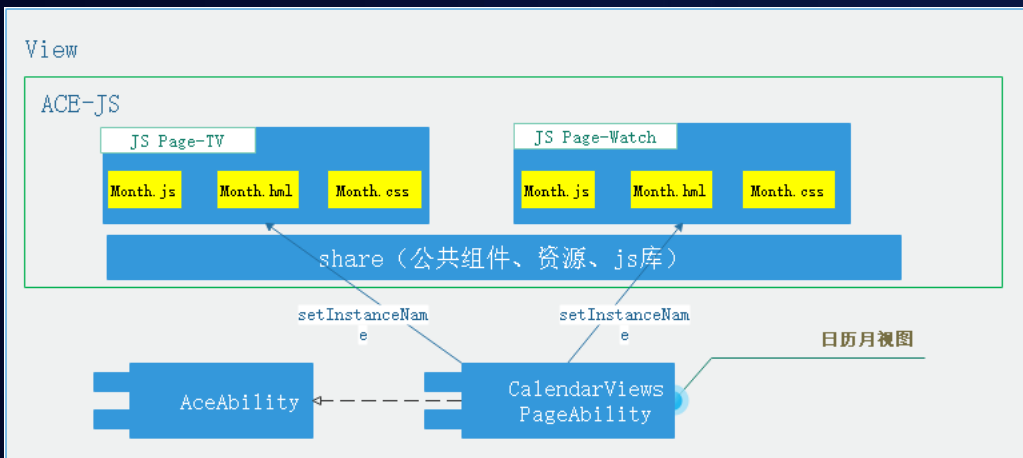 View
ACE-JS
JS Page-TV
JS Page-Watch
Month.js
Month.hml
Month.css
Month.js
Month.hml
Month.css
share（公共组件、资源、js库）
setInstanceNam
e
setInstanceNam
e
日历月视图
AceAbility
CalendarViews
PageAbility